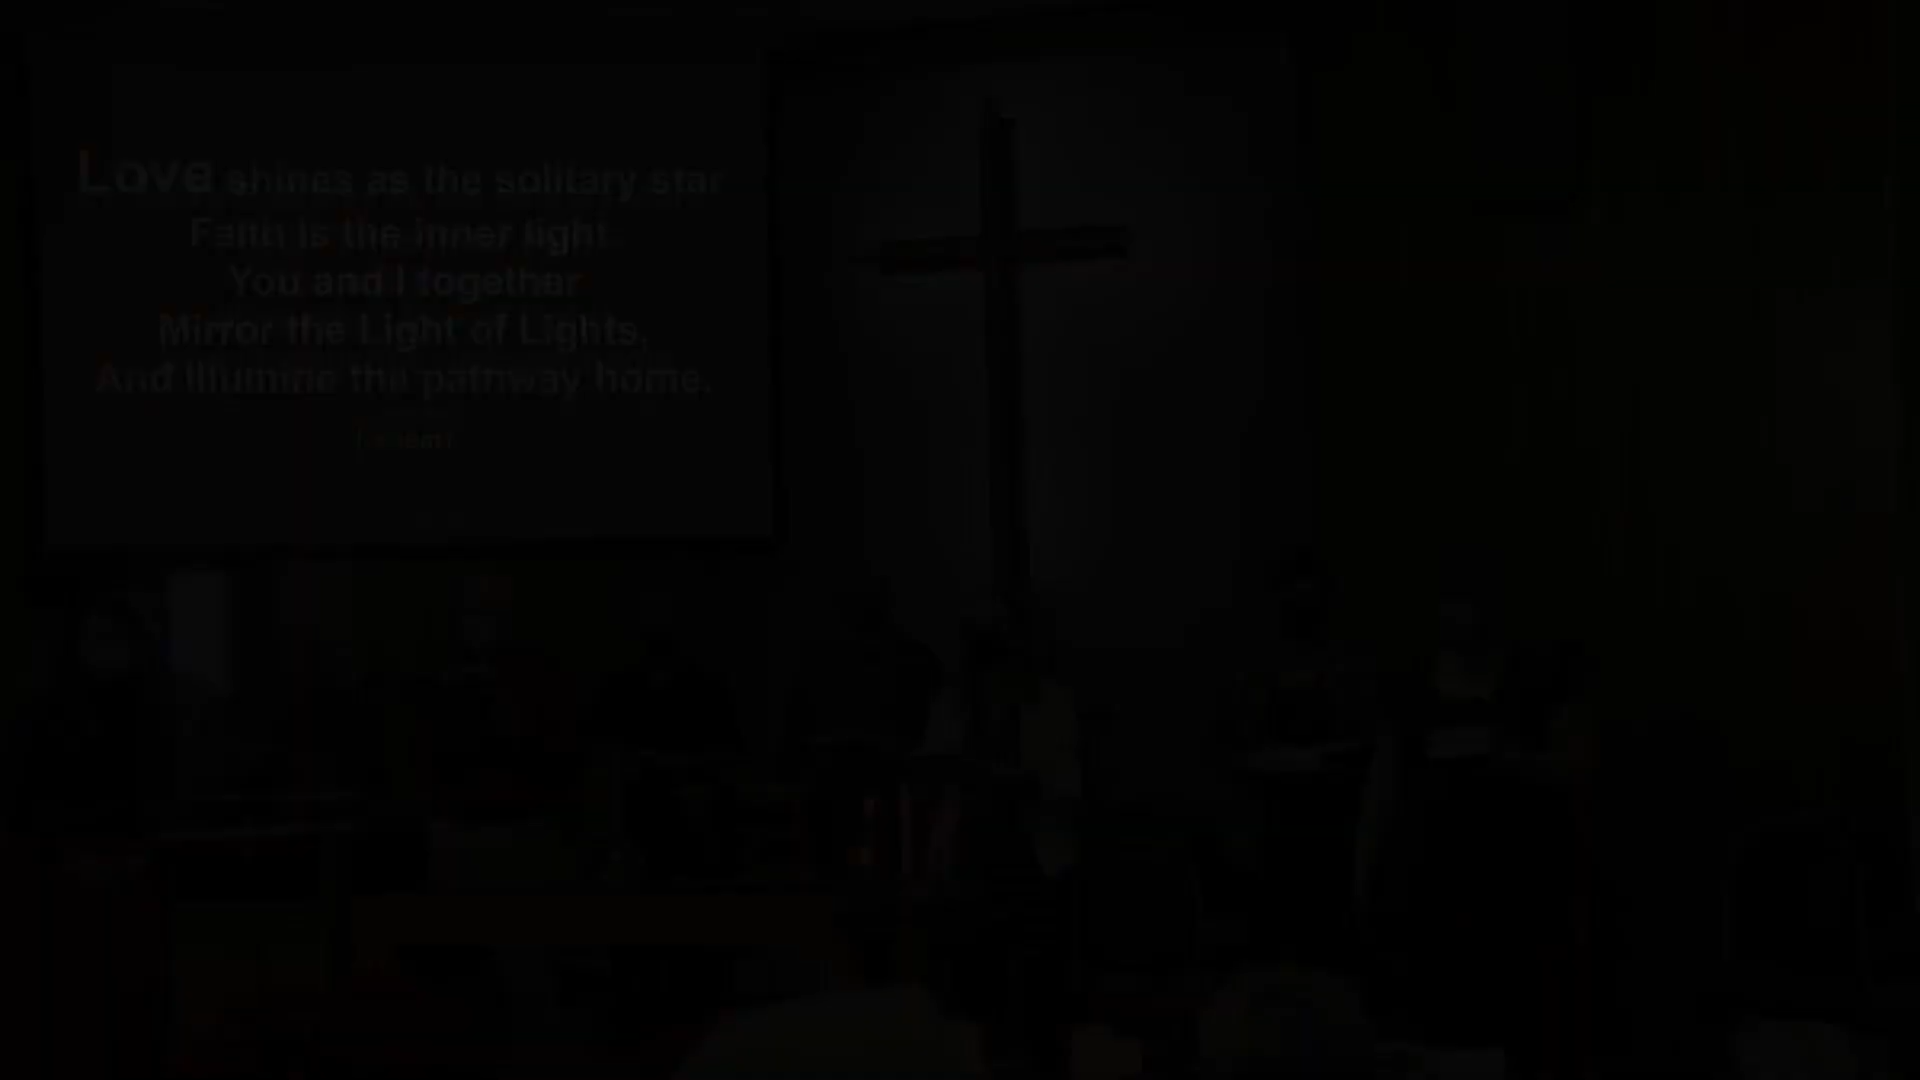 Love shines as the solitary star
Faith is the inner light
You and I together
Mirror the Light of Lights,
And illumine the pathway home.